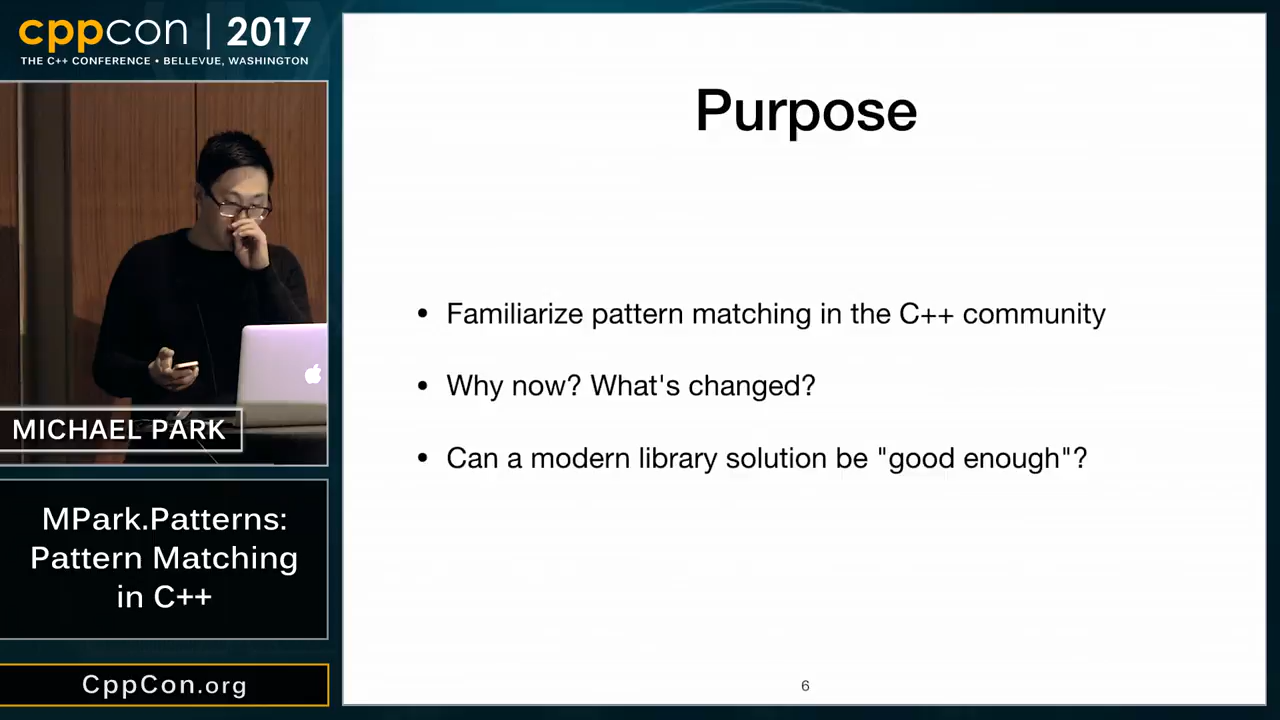 cppcon | 2017
THE C++ CONFERENCE • BELLEVUE, WASHINGTON
MICHAEL PARK
MPark.Patterns:
Pattern Matching
in C++
CppCon.org
Purpose
• Familiarize pattern matching in the C++ community
• Why now? What's changed?
• Can a modern library solution be "good enough"?
6